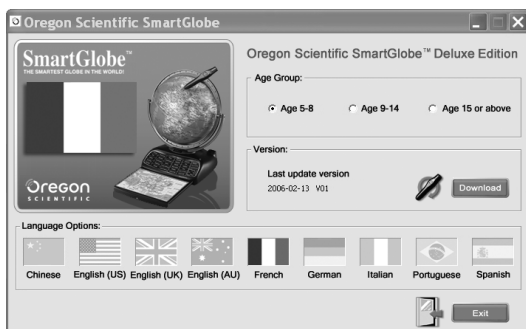 Oregon Scientific SmartGlobe
SmartGlobe™
THE SMARTEST GLOBE IN THE WORLD!
Oregon
SCIENTIFIC
Oregon Scientific SmartGlobe™ Deluxe Edition
Age Group:
Age 5-8 Age 9-14 Age 15 or above
Version:
Last update version
2006-02-13 V01
Download
Language Options:
Chinese English (US) English (UK) English (AU) French German Italian Portuguese Spanish
Exit